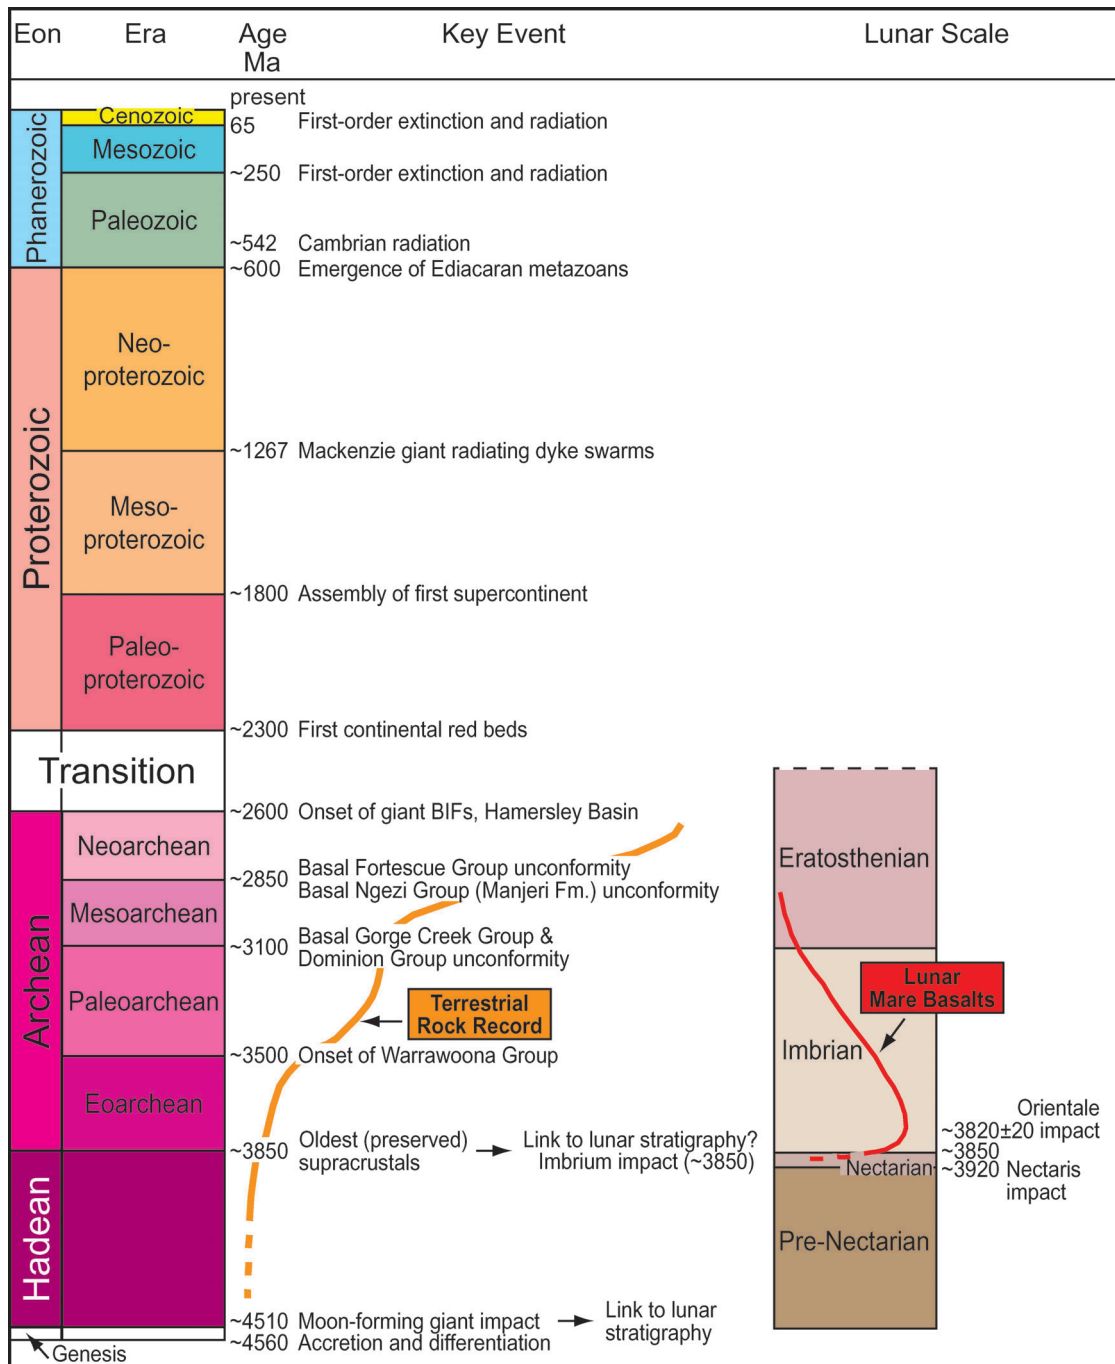 Eon Era Age Ma Key Event Lunar Scale
present
Phanerozoic
Cenozoic
65 First-order extinction and radiation
Mesozoic
~250 First-order extinction and radiation
Paleozoic
~542 Cambrian radiation
~600 Emergence of Ediacaran metazoans
Proterozoic
Neo-
proterozoic
~1267 Mackenzie giant radiating dyke swarms
Meso-
proterozoic
~1800 Assembly of first supercontinent
Paleo-
proterozoic
~2300 First continental red beds
Transition
~2600 Onset of giant BIFs, Hamersley Basin
Archean
Neoarchean
~2850 Basal Fortescue Group unconformity
Basal Ngezi Group (Manjeri Fm.) unconformity
Mesoarchean
~3100 Basal Gorge Creek Group &
Dominion Group unconformity
Paleoarchean
Terrestrial
Rock Record
~3500 Onset of Warrawoona Group
Eoarchean
~3850 Oldest (preserved)
supracrustals
Link to lunar stratigraphy?
Imbrium impact (~3850)
Hadean
~4510 Moon-forming giant impact
Link to lunar
stratigraphy
~4560 Accretion and differentiation
Genesis
Eratosthenian
Lunar
Mare Basalts
Imbrian
Orientale
~3820±20 impact
~3850
Nectarian
~3920 Nectaris
impact
Pre-Nectarian